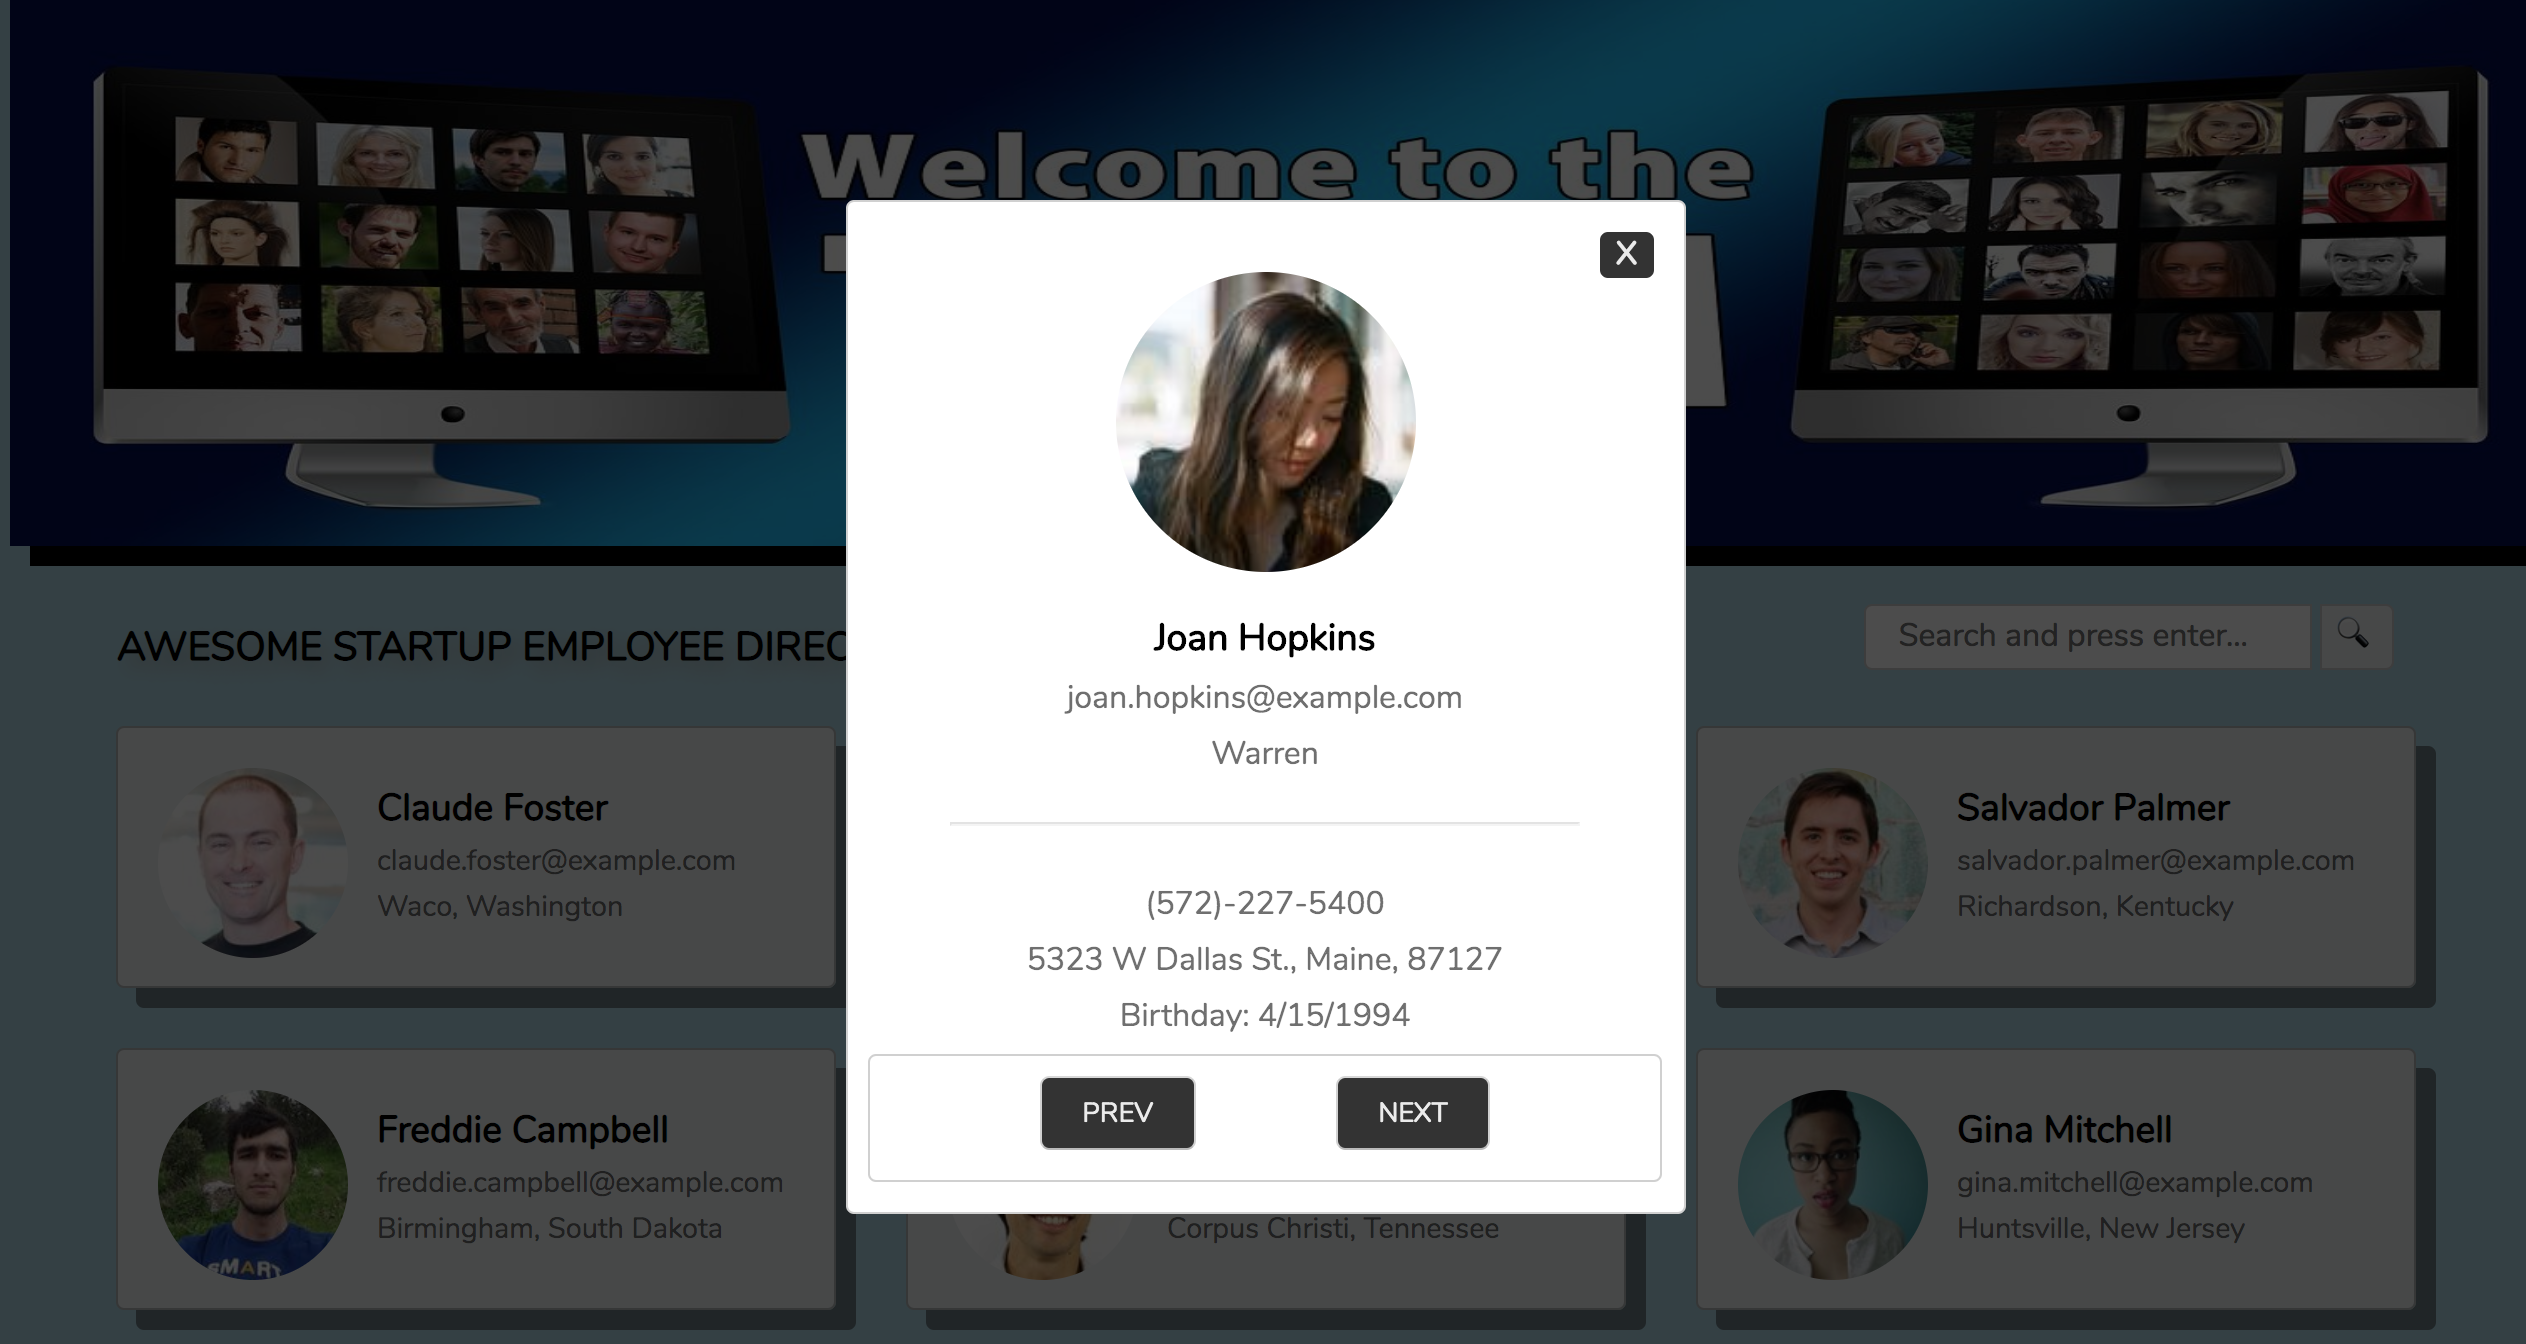 Welcome to the
X
Joan Hopkins
joan.hopkins@example.com
Warren
(572)-227-5400
5323 W Dallas St., Maine, 87127
Birthday: 4/15/1994
PREV
NEXT
AWESOME STARTUP EMPLOYEE
Search and press enter...
Claude Foster
claude.foster@example.com
Waco, Washington
Salvador Palmer
salvador.palmer@example.com
Richardson, Kentucky
Freddie Campbell
freddie.campbell@example.com
Birmingham, South Dakota
SMART
Corpus Christi, Tennessee
Gina Mitchell
gina.mitchell@example.com
Huntsville, New Jersey